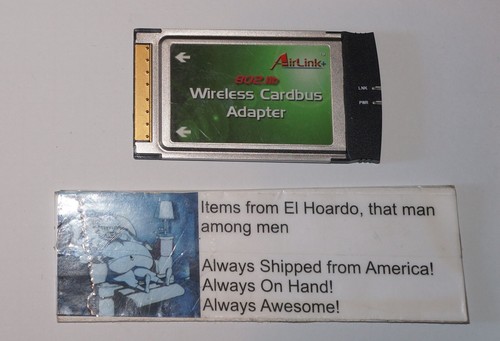 AirLink+
802.11b
Wireless Cardbus
Adapter
LNK
PWR
Items from El Hoardo, that man
among men
Always Shipped from America!
Always On Hand!
Always Awesome!